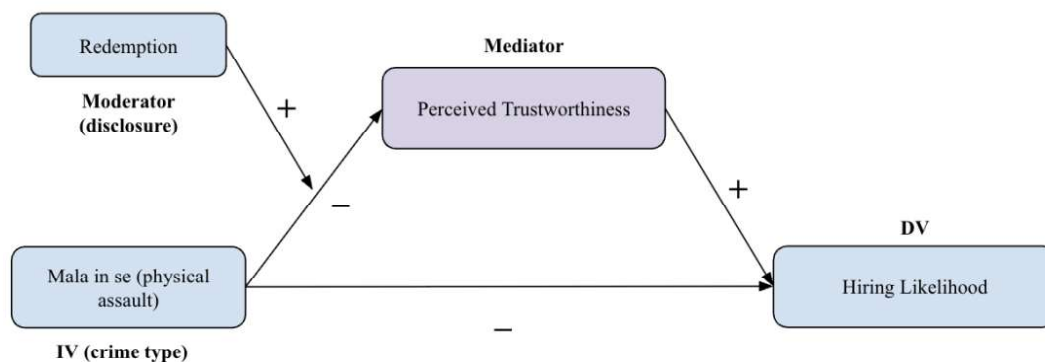 Redemption
Moderator
(disclosure)
+
Mediator
Perceived Trustworthiness
−
+
DV
Mala in se (physical
assault)
IV (crime type)
Hiring Likelihood
−